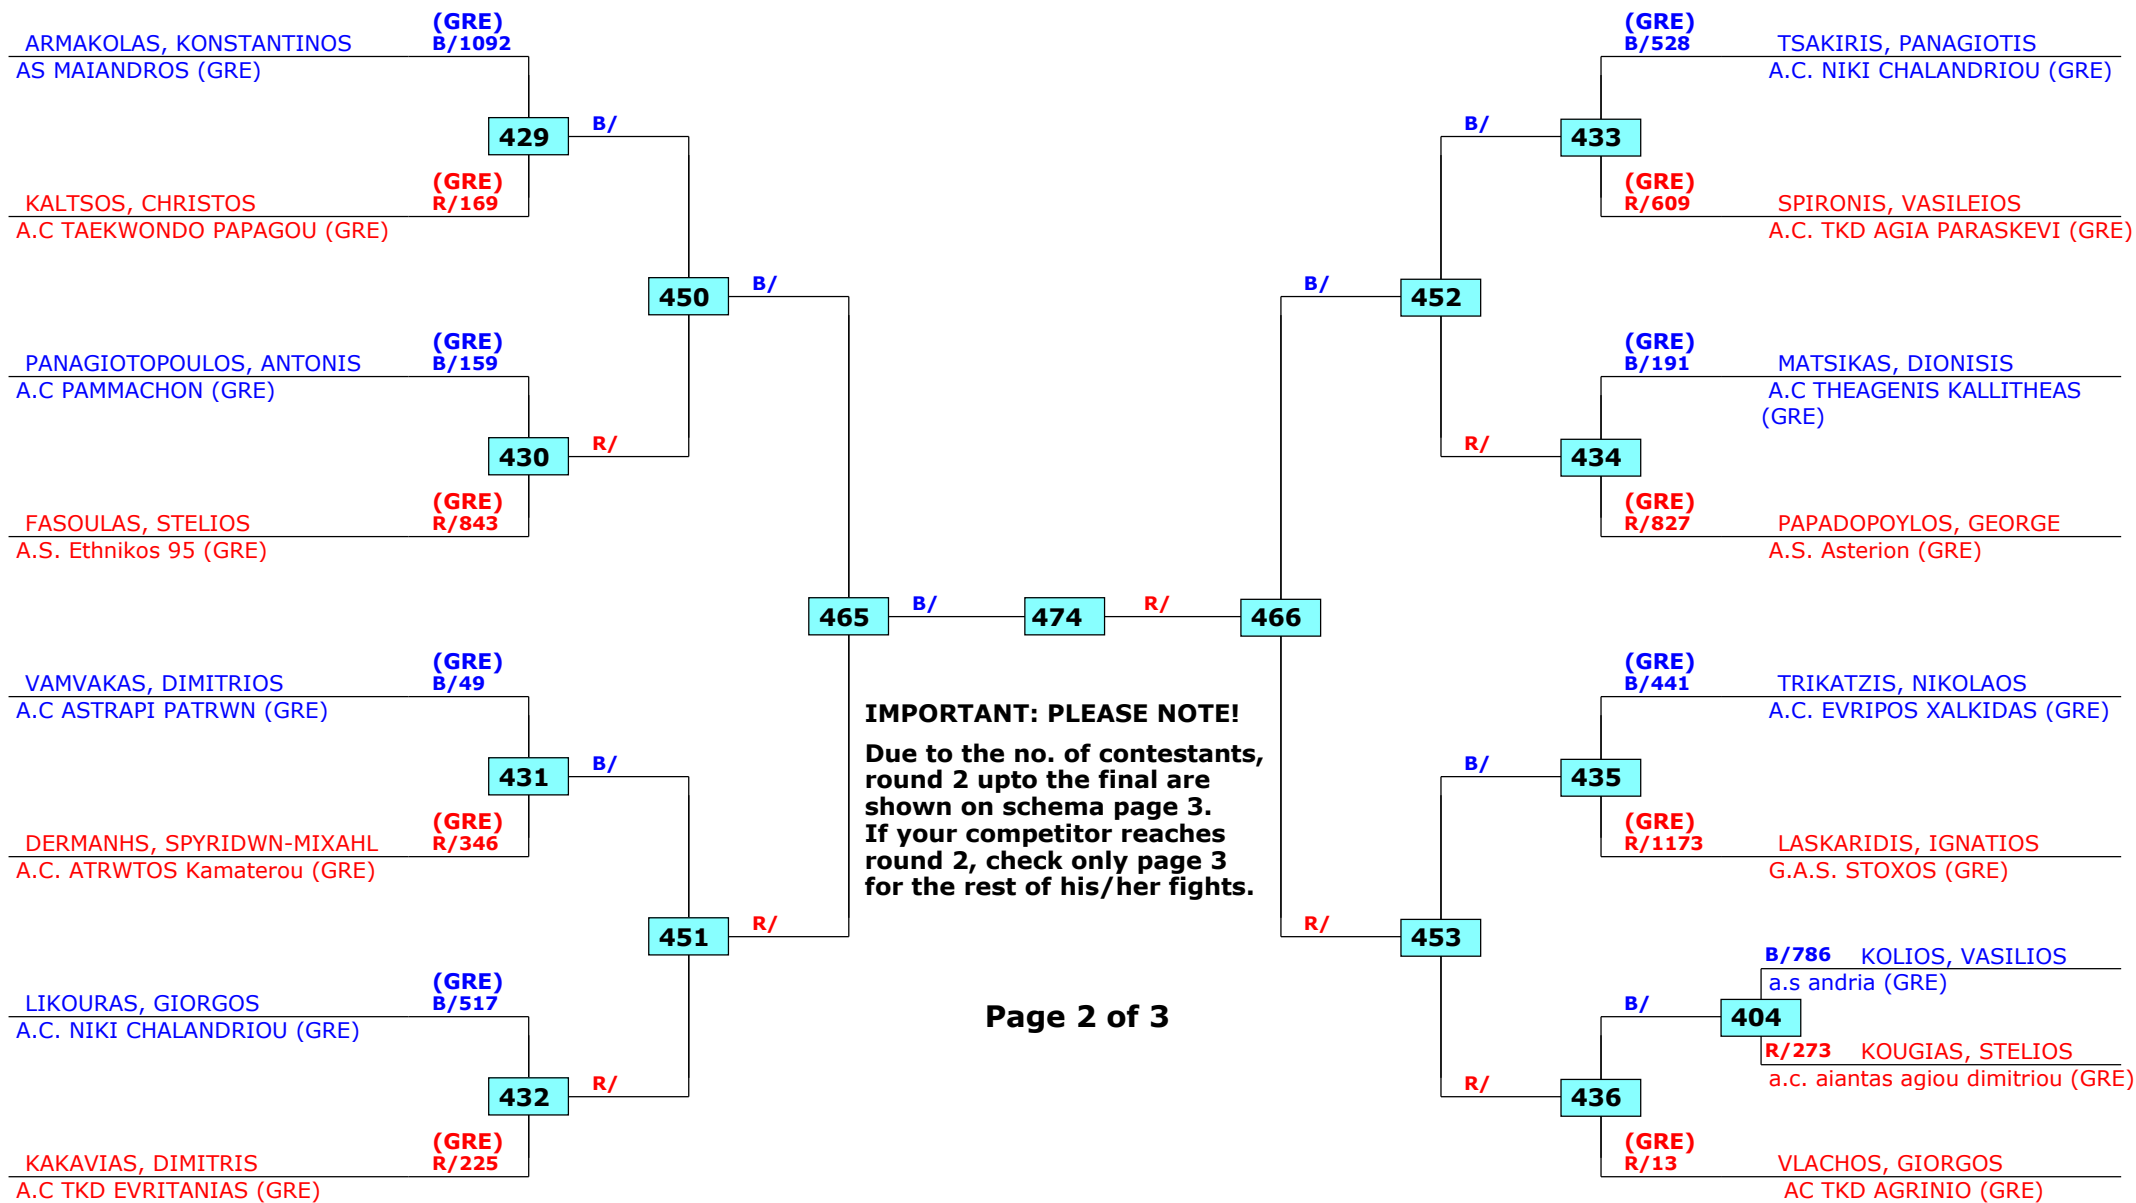 (GRE)
ARMAKOLAS, KONSTANTINOS B/1092
AS MAIANDROS (GRE)
429
B/
(GRE)
KALTSOS, CHRISTOS R/169
A.C TAEKWONDO PAPAGOU (GRE)
450
B/
(GRE)
PANAGIOTOPOULOS, ANTONIS B/159
A.C PAMMACHON (GRE)
430
R/
(GRE)
FASOULAS, STELIOS R/843
A.S. Ethnikos 95 (GRE)
465
B/
474
R/
466
(GRE)
VAMVAKAS, DIMITRIOS B/49
A.C ASTRAPI PATRWN (GRE)
431
B/
(GRE)
DERMANHS, SPYRIDWN-MIXAHL R/346
A.C. ATRWTOS Kamaterou (GRE)
451
R/
(GRE)
LIKOURAS, GIORGOS B/517
A.C. NIKI CHALANDRIOU (GRE)
432
R/
(GRE)
KAKAVIAS, DIMITRIS R/225
A.C TKD EVRITANIAS (GRE)
IMPORTANT: PLEASE NOTE!
Due to the no. of contestants,
round 2 upto the final are
shown on schema page 3.
If your competitor reaches
round 2, check only page 3
for the rest of his/her fights.
Page 2 of 3
(GRE)
B/528 TSAKIRIS, PANAGIOTIS
A.C. NIKI CHALANDRIOU (GRE)
B/
433
(GRE)
R/609 SPIRONIS, VASILEIOS
A.C. TKD AGIA PARASKEVI (GRE)
B/
452
(GRE)
B/191 MATSIKAS, DIONISIS
A.C THEAGENIS KALLITHEAS
(GRE)
R/
434
(GRE)
R/827 PAPADOPOYLOS, GEORGE
A.S. Asterion (GRE)
(GRE)
B/441 TRIKATZIS, NIKOLAOS
A.C. EVRIPOS XALKIDAS (GRE)
B/
435
(GRE)
R/1173 LASKARIDIS, IGNATIOS
G.A.S. STOXOS (GRE)
R/
453
B/786 KOLIOS, VASILIOS
a.s andria (GRE)
B/
404
R/273 KOUGIAS, STELIOS
a.c. aiantas agiou dimitriou (GRE)
R/
436
(GRE)
R/13 VLACHOS, GIORGOS
AC TKD AGRINIO (GRE)